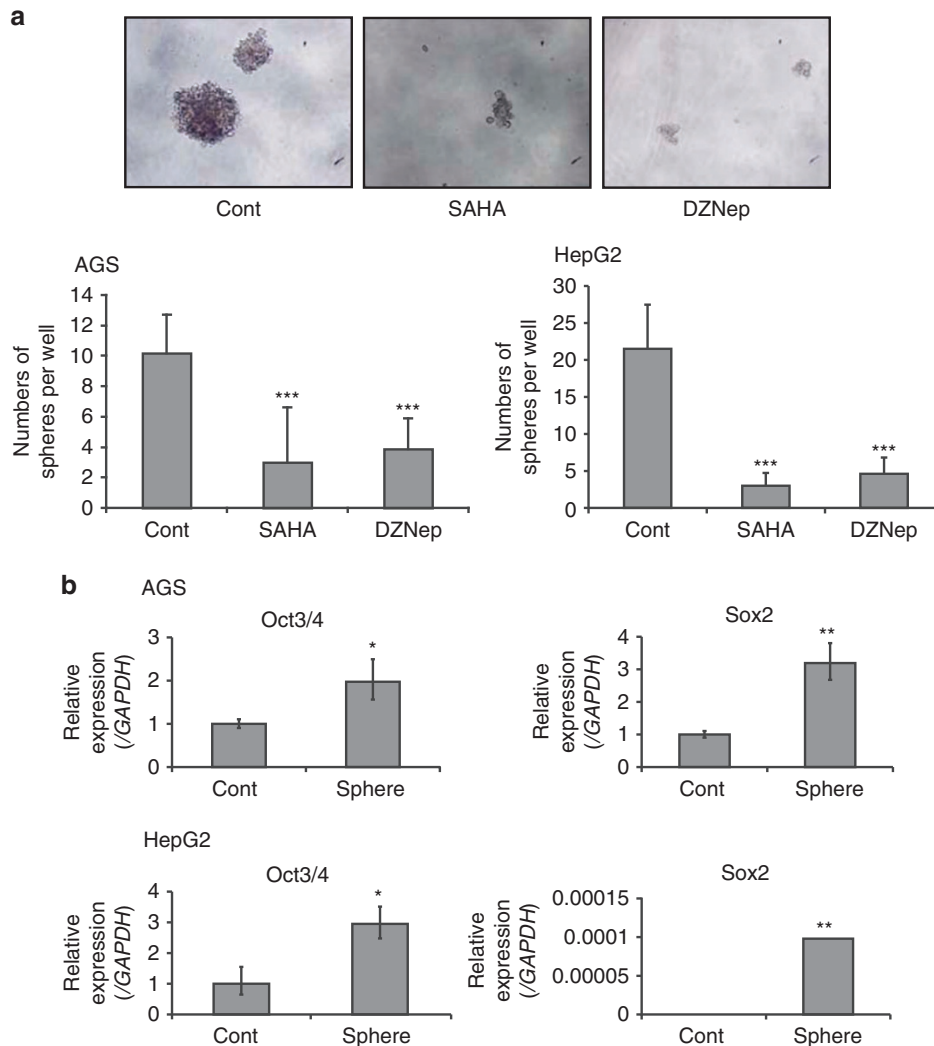 a
Cont SAHA DZNep
AGS
Numbers of
spheres per well
14
12
10
8
6
4
2
0
***
***
Cont SAHA DZNep
HepG2
Numbers of
spheres per well
30
25
20
15
10
5
0
***
***
Cont SAHA DZNep
b
AGS
Oct3/4
Relative
expression
(/GAPDH)
3
2
1
0
*
Cont Sphere
Sox2
Relative
expression
(/GAPDH)
4
3
2
1
0
**
Cont Sphere
HepG2
Oct3/4
Relative
expression
(/GAPDH)
4
3
2
1
0
*
Cont Sphere
Sox2
Relative
expression
(/GAPDH)
0.00015
0.0001
0.00005
0
**
Cont Sphere